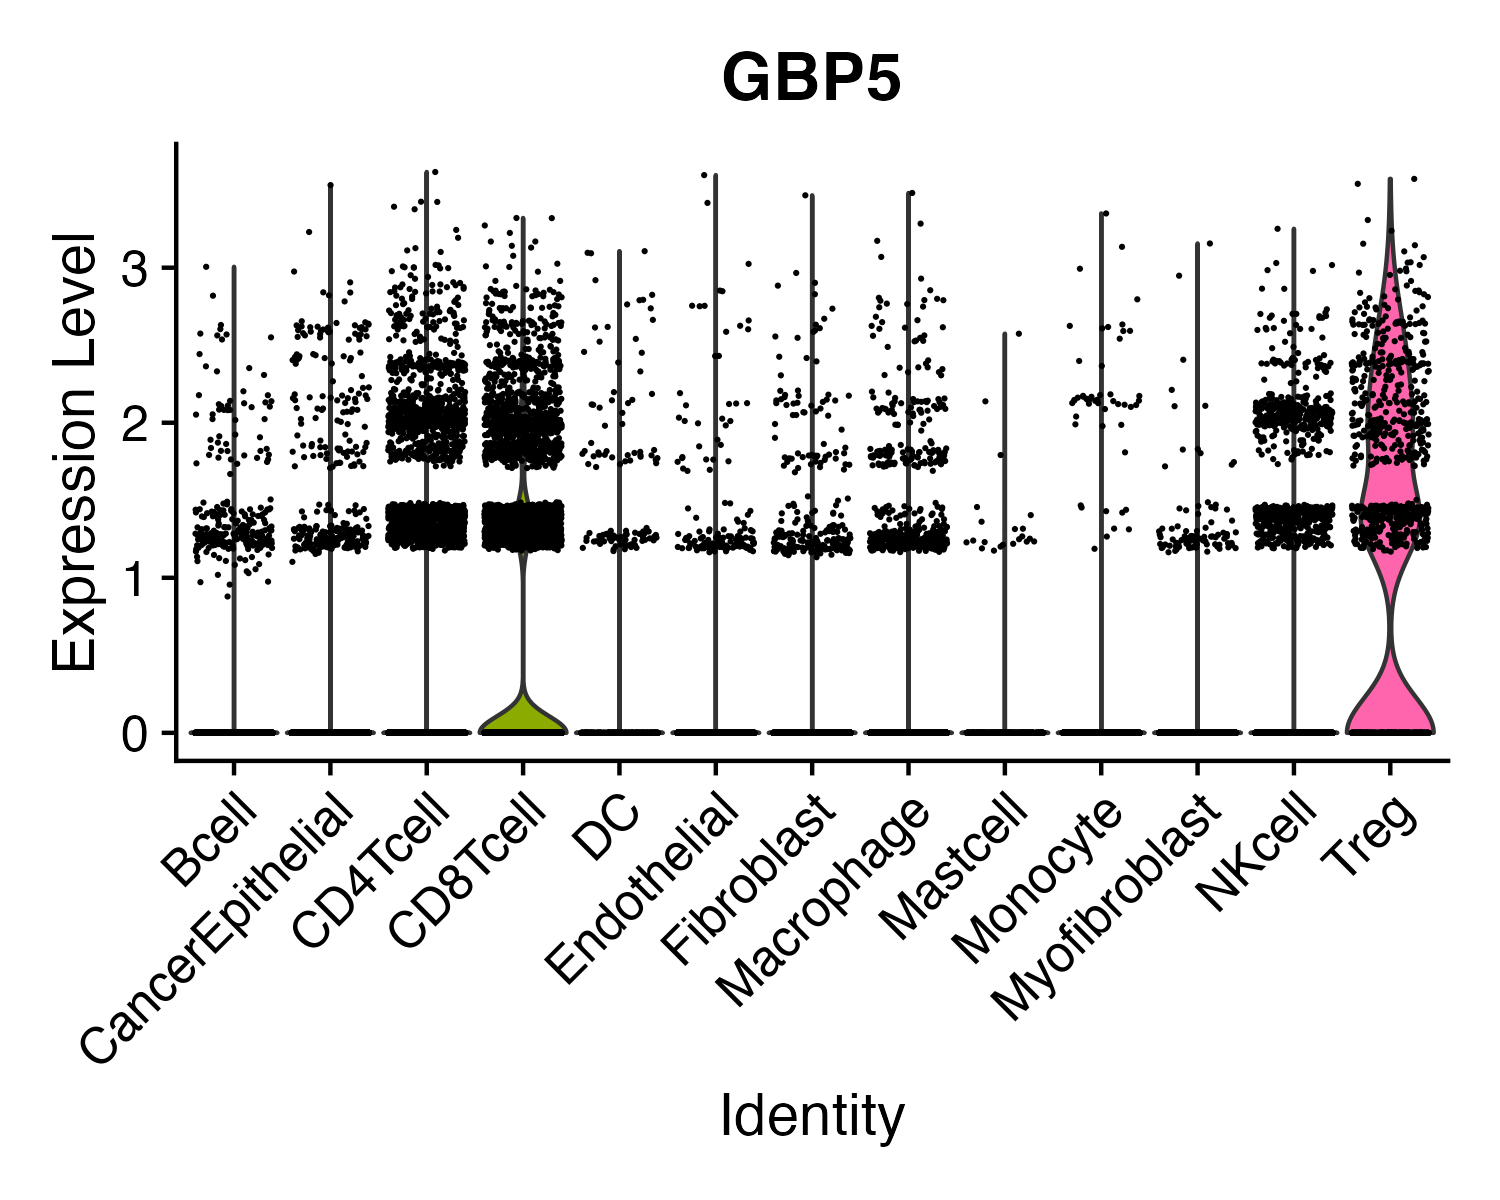 GBP5
Expression Level
3
2
1
0
Bcell
CancerEpithelial
CD4Tcell
CD8Tcell
DC
Endothelial
Fibroblast
Macrophage
Mastcell
Monocyte
Myofibroblast
NKcell
Treg
Identity